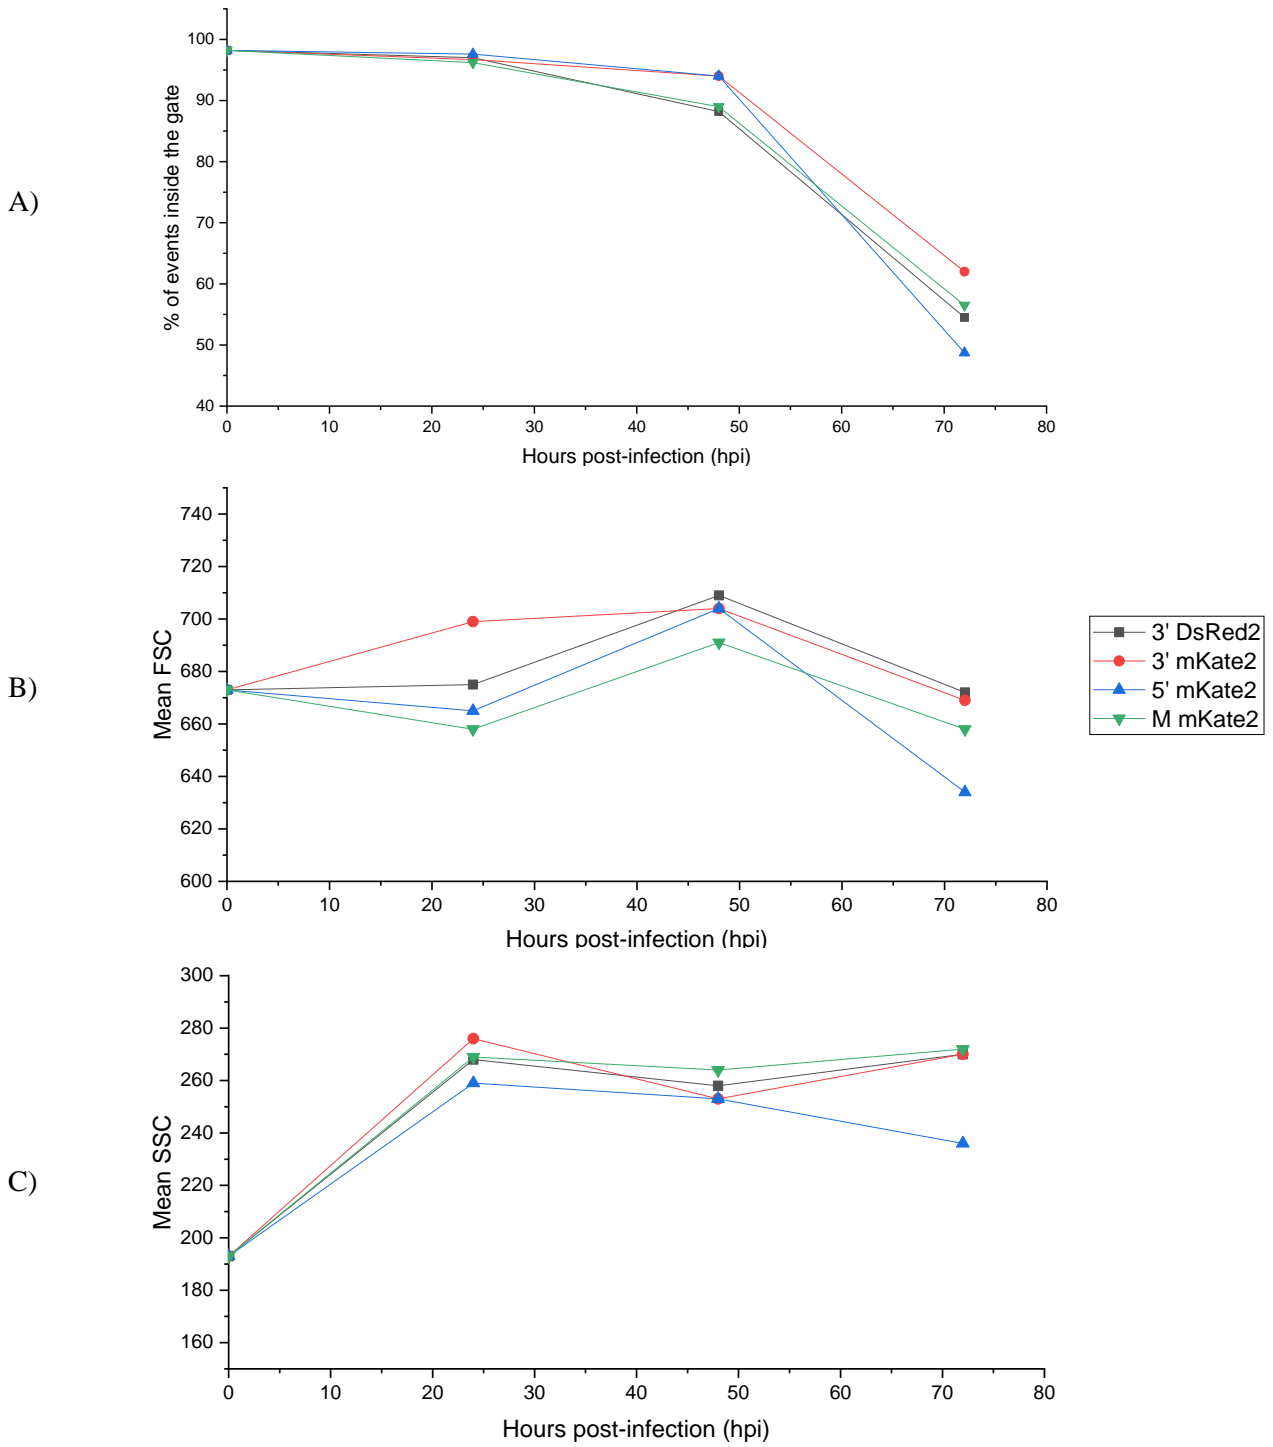 A)
% of events inside the gate
100
90
80
70
60
50
40
0 10 20 30 40 50 60 70 80
Hours post-infection (hpi)
B)
Mean FSC
740
720
700
680
660
640
620
600
0 10 20 30 40 50 60 70 80
Hours post-infection (hpi)
3' DsRed2
3' mKate2
5' mKate2
M mKate2
C)
Mean SSC
300
280
260
240
220
200
180
160
0 10 20 30 40 50 60 70 80
Hours post-infection (hpi)